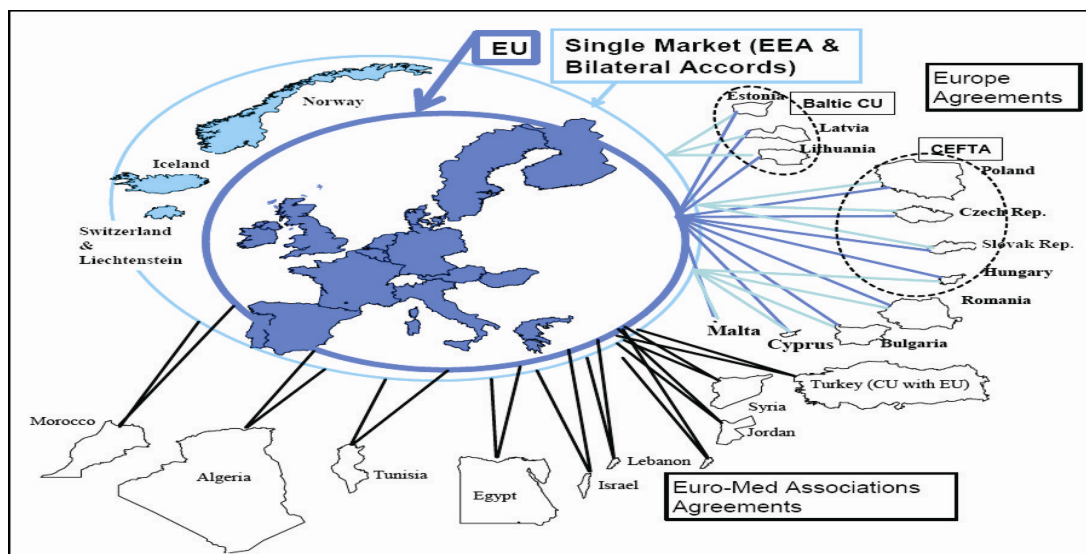 EU
Single Market (EEA &
Bilateral Accords)
Europe
Agreements
Norway
Iceland
Switzerland
&
Liechtenstein
Estonia
Baltic CU
Latvia
Lithuania
CEFTA
Poland
Czech Rep.
Slovak Rep.
Hungary
Romania
Malta
Cyprus
Bulgaria
Turkey (CU with EU)
Syria
Jordan
Morocco
Algeria
Tunisia
Egypt
Israel
Lebanon
Euro-Med Associations
Agreements